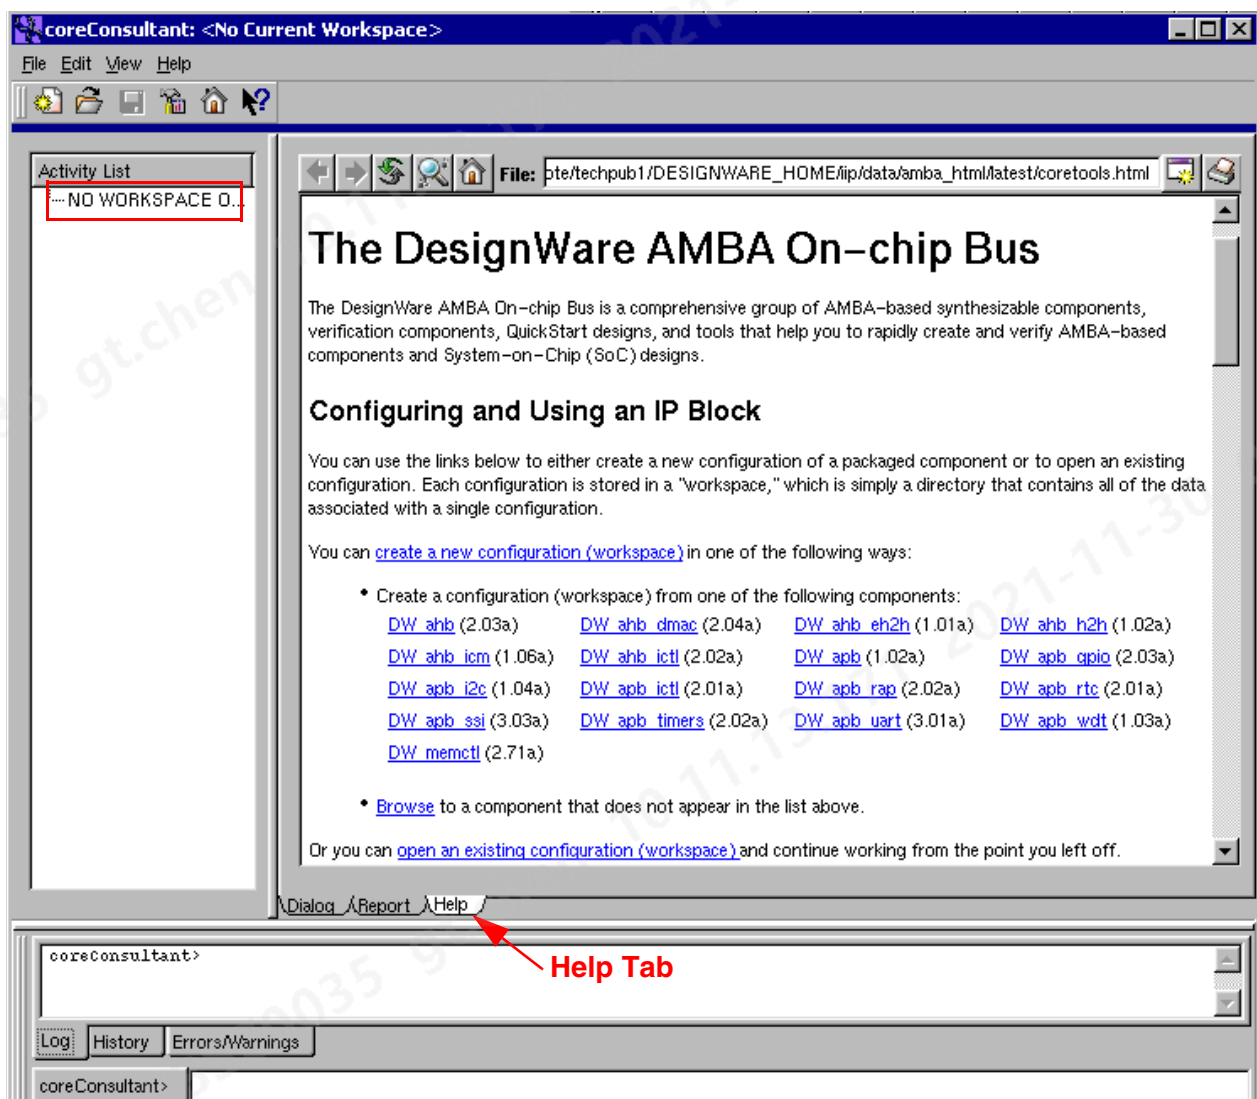 coreConsultant: <No Current Workspace>
File Edit View Help
Activity List
NO WORKSPACE O...
File: ote/techpub1/DESIGNWARE_HOME/iip/data/amba_html/latest/coretools.html
The DesignWare AMBA On-chip Bus
The DesignWare AMBA On-chip Bus is a comprehensive group of AMBA-based synthesizable components,
verification components, QuickStart designs, and tools that help you to rapidly create and verify AMBA-based
components and System-on-Chip (SoC) designs.
Configuring and Using an IP Block
You can use the links below to either create a new configuration of a packaged component or to open an existing
configuration. Each configuration is stored in a "workspace," which is simply a directory that contains all of the data
associated with a single configuration.
You can create a new configuration (workspace) in one of the following ways:
• Create a configuration (workspace) from one of the following components:
DW_ahb (2.03a) DW_ahb_dmac (2.04a) DW_ahb_eh2h (1.01a) DW_ahb_h2h (1.02a)
DW_ahb_icm (1.06a) DW_ahb_ictl (2.02a) DW_apb (1.02a) DW_apb_gpio (2.03a)
DW_apb_i2c (1.04a) DW_apb_ictl (2.01a) DW_apb_rap (2.02a) DW_apb_rtc (2.01a)
DW_apb_ssi (3.03a) DW_apb_timers (2.02a) DW_apb_uart (3.01a) DW_apb_wdt (1.03a)
DW_memctl (2.71a)
• Browse to a component that does not appear in the list above.
Or you can open an existing configuration (workspace) and continue working from the point you left off.
Dialog Report Help
coreConsultant>
Help Tab
Log History Errors/Warnings
coreConsultant>